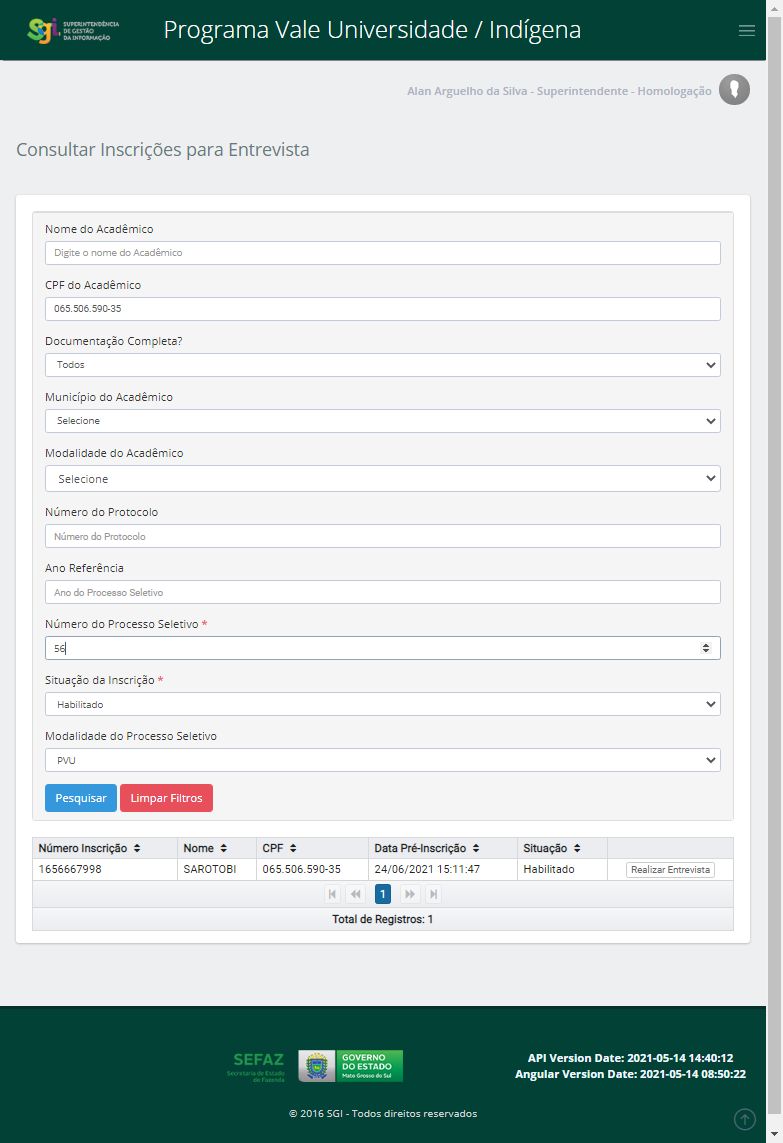 sgi. SUPERINTENDÊNCIA
DE GESTÃO
DA INFORMAÇÃO
Programa Vale Universidade / Indígena
Alan Arguelho da Silva - Superintendente - Homologação
Consultar Inscrições para Entrevista
Nome do Acadêmico
Digite o nome do Acadêmico
CPF do Acadêmico
065.506.590-35
Documentação Completa?
Todos
Município do Acadêmico
Selecione
Modalidade do Acadêmico
Selecione
Número do Protocolo
Número do Protocolo
Ano Referência
Ano do Processo Seletivo
Número do Processo Seletivo *
56
Situação da Inscrição *
Habilitado
Modalidade do Processo Seletivo
PVU
Pesquisar Limpar Filtros
Número Inscrição Nome CPF Data Pré-Inscrição Situação
1656667998 SAROTOBI 065.506.590-35 24/06/2021 15:11:47 Habilitado Realizar Entrevista
1
Total de Registros: 1
SEFAZ
Secretaria de Estado
de Fazenda
GOVERNO
DO ESTADO
Mato Grosso do Sul
API Version Date: 2021-05-14 14:40:12
Angular Version Date: 2021-05-14 08:50:22
© 2016 SGI - Todos direitos reservados